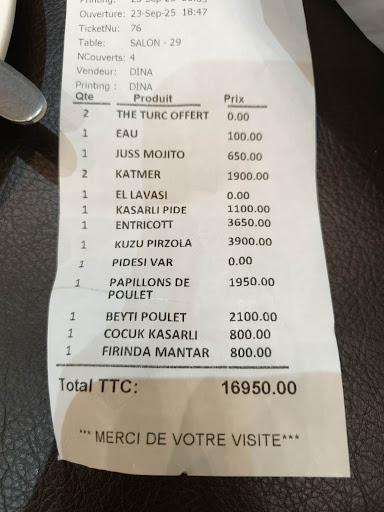 Ouverture: 23-Sep-25 18:47
TicketNu: 76
Table: SALON - 29
NCouverts: 4
Vendeur: DINA
Printing : DINA
Qte Produit Prix
2 THE TURC OFFERT 0.00
1 EAU 100.00
1 JUSS MOJITO 650.00
2 KATMER 1900.00
1 EL LAVASI 0.00
1 KASARLI PIDE 1100.00
1 ENTRICOTT 3650.00
1 KUZU PIRZOLA 3900.00
1 PIDESI VAR 0.00
1 PAPILLONS DE 1950.00
POULET
1 BEYTI POULET 2100.00
1 COCUK KASARLI 800.00
1 FIRINDA MANTAR 800.00
Total TTC: 16950.00
*** MERCI DE VOTRE VISITE***